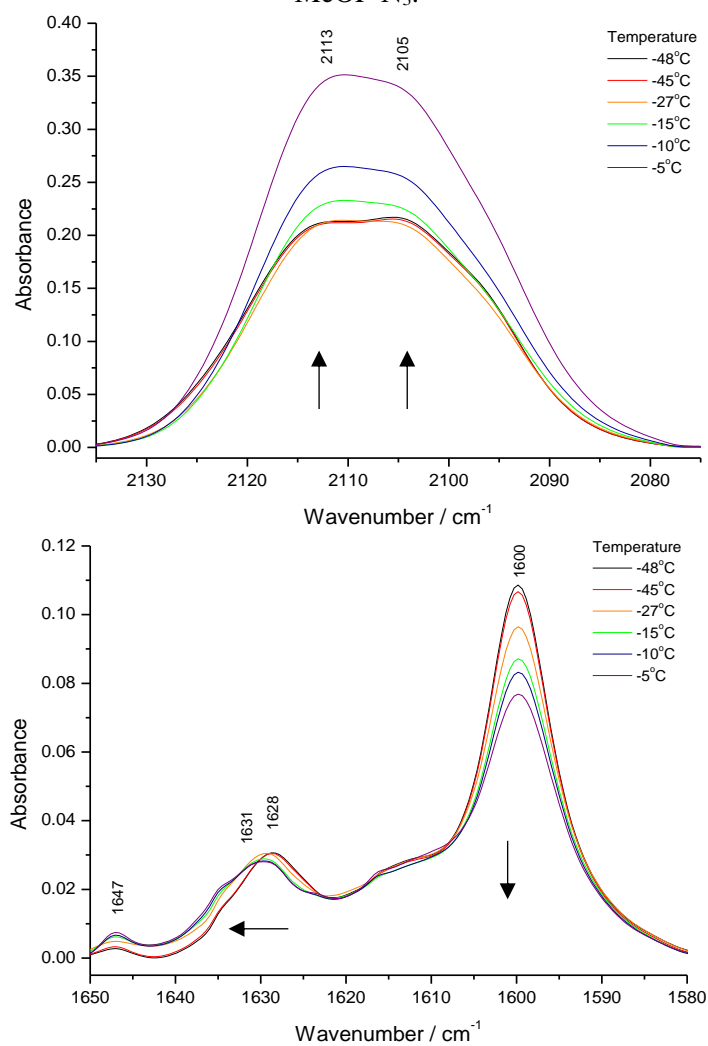 MeOP-N3.
0.40
0.35
0.30
0.25
0.20
0.15
0.10
0.05
0.00
Absorbance
2113
2105
Temperature
-48°C
-45°C
-27°C
-15°C
-10°C
-5°C
2130 2120 2110 2100 2090 2080
Wavenumber / cm-1
0.12
0.10
0.08
0.06
0.04
0.02
0.00
Absorbance
1647
1631
1628
1600
Temperature
-48°C
-45°C
-27°C
-15°C
-10°C
-5°C
1650 1640 1630 1620 1610 1600 1590 1580
Wavenumber / cm-1